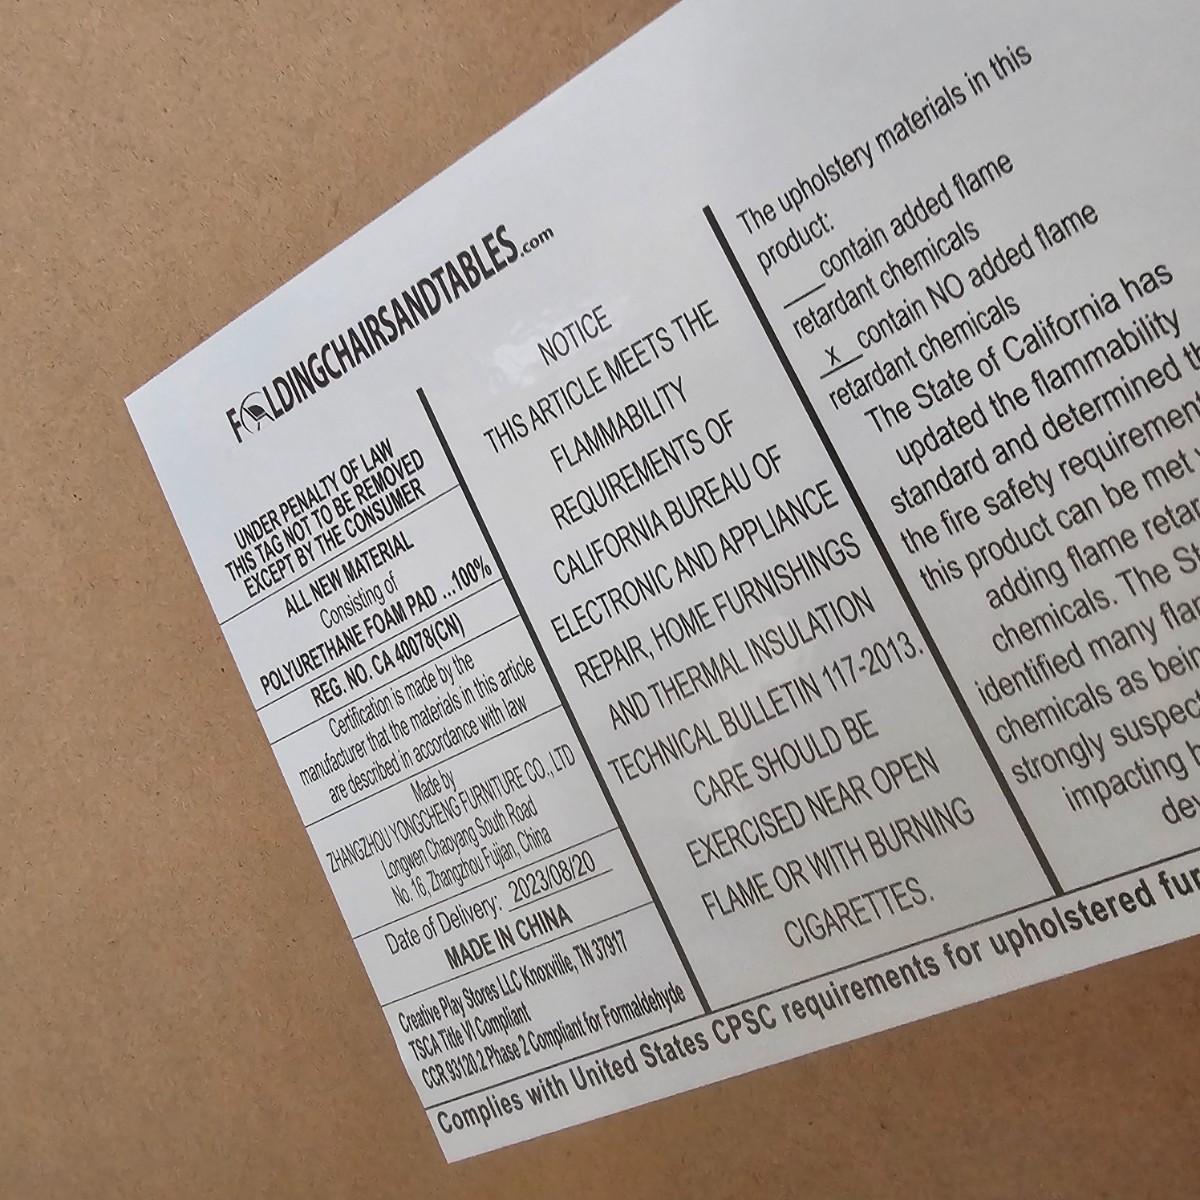 FOLDINGCHAIRSANDTABLES.com
UNDER PENALTY OF LAW
THIS TAG NOT TO BE REMOVED
EXCEPT BY THE CONSUMER
ALL NEW MATERIAL
Consisting of
POLYURETHANE FOAM PAD ...100%
REG. NO. CA 40078(CN)
Certification is made by the
manufacturer that the materials in this article
are described in accordance with law
Made by
ZHANGZHOU YONGCHENG FURNITURE CO., LTD
Longwen Chaoyang South Road
No. 16, Zhangzhou Fujian, China
Date of Delivery: 2023/08/20
MADE IN CHINA
Creative Play Stores LLC Knoxville, TN 37917
TSCA Title VI Compliant
CCR 93120.2 Phase 2 Compliant for Formaldehyde
NOTICE
THIS ARTICLE MEETS THE
FLAMMABILITY
REQUIREMENTS OF
CALIFORNIA BUREAU OF
ELECTRONIC AND APPLIANCE
REPAIR, HOME FURNISHINGS
AND THERMAL INSULATION
TECHNICAL BULLETIN 117-2013.
CARE SHOULD BE
EXERCISED NEAR OPEN
FLAME OR WITH BURNING
CIGARETTES.
The upholstery materials in this
product:
___contain added flame
retardant chemicals
_x_contain NO added flame
retardant chemicals
The State of California has
updated the flammability
standard and determined th
the fire safety requirement
this product can be met
adding flame retar
chemicals. The S
identified many fla
chemicals as bein
strongly suspec
impacting
dev
Complies with United States CPSC requirements for upholstered fur